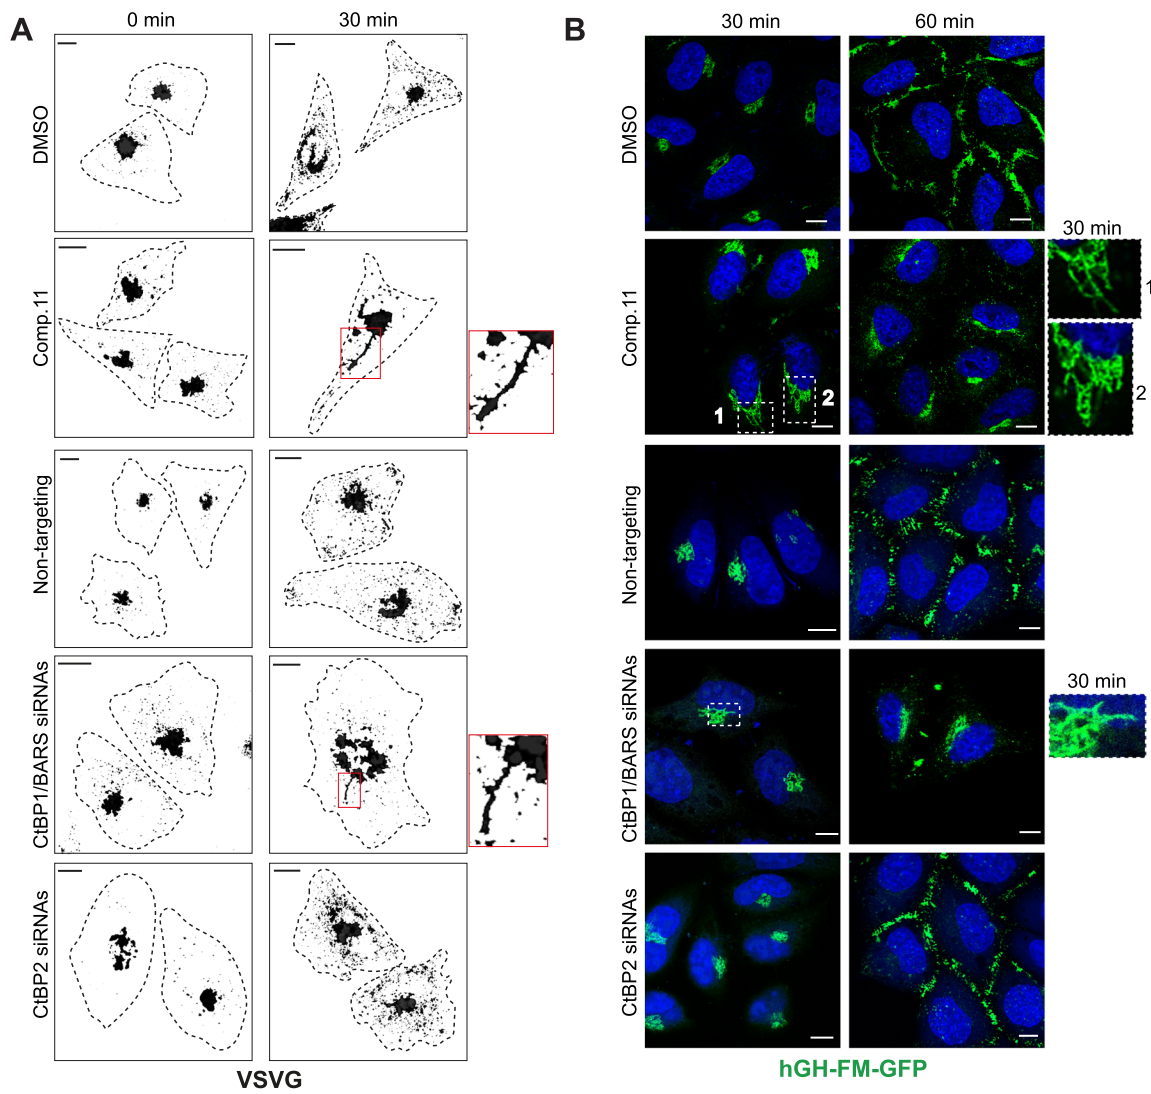 A
0 min
30 min
B
30 min
60 min
DMSO
DMSO
Comp.11
Comp.11
30 min
1
2
1
2
Non-targeting
Non-targeting
CtBP1/BARS siRNAs
CtBP1/BARS siRNAs
30 min
CtBP2 siRNAs
CtBP2 siRNAs
VSVG
hGH-FM-GFP